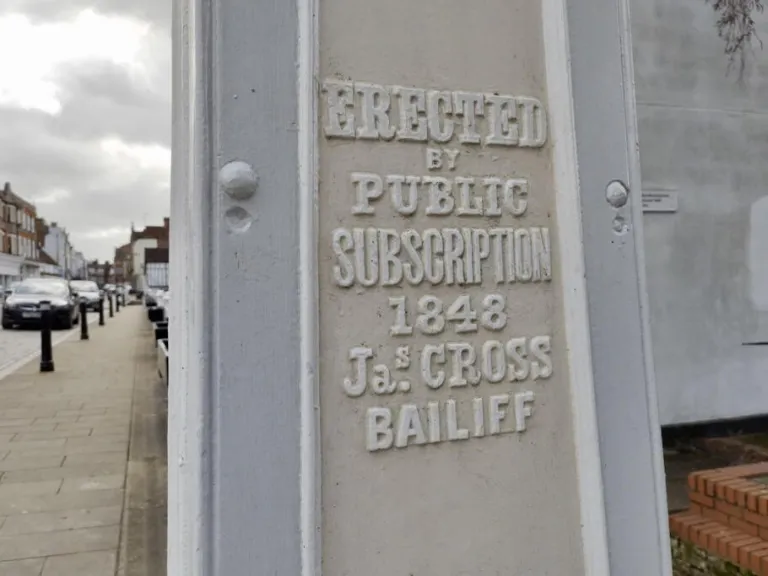 ERECTED
BY
PUBLIC
SUBSCRIPTION
1848
Jas. CROSS
BAILIFF